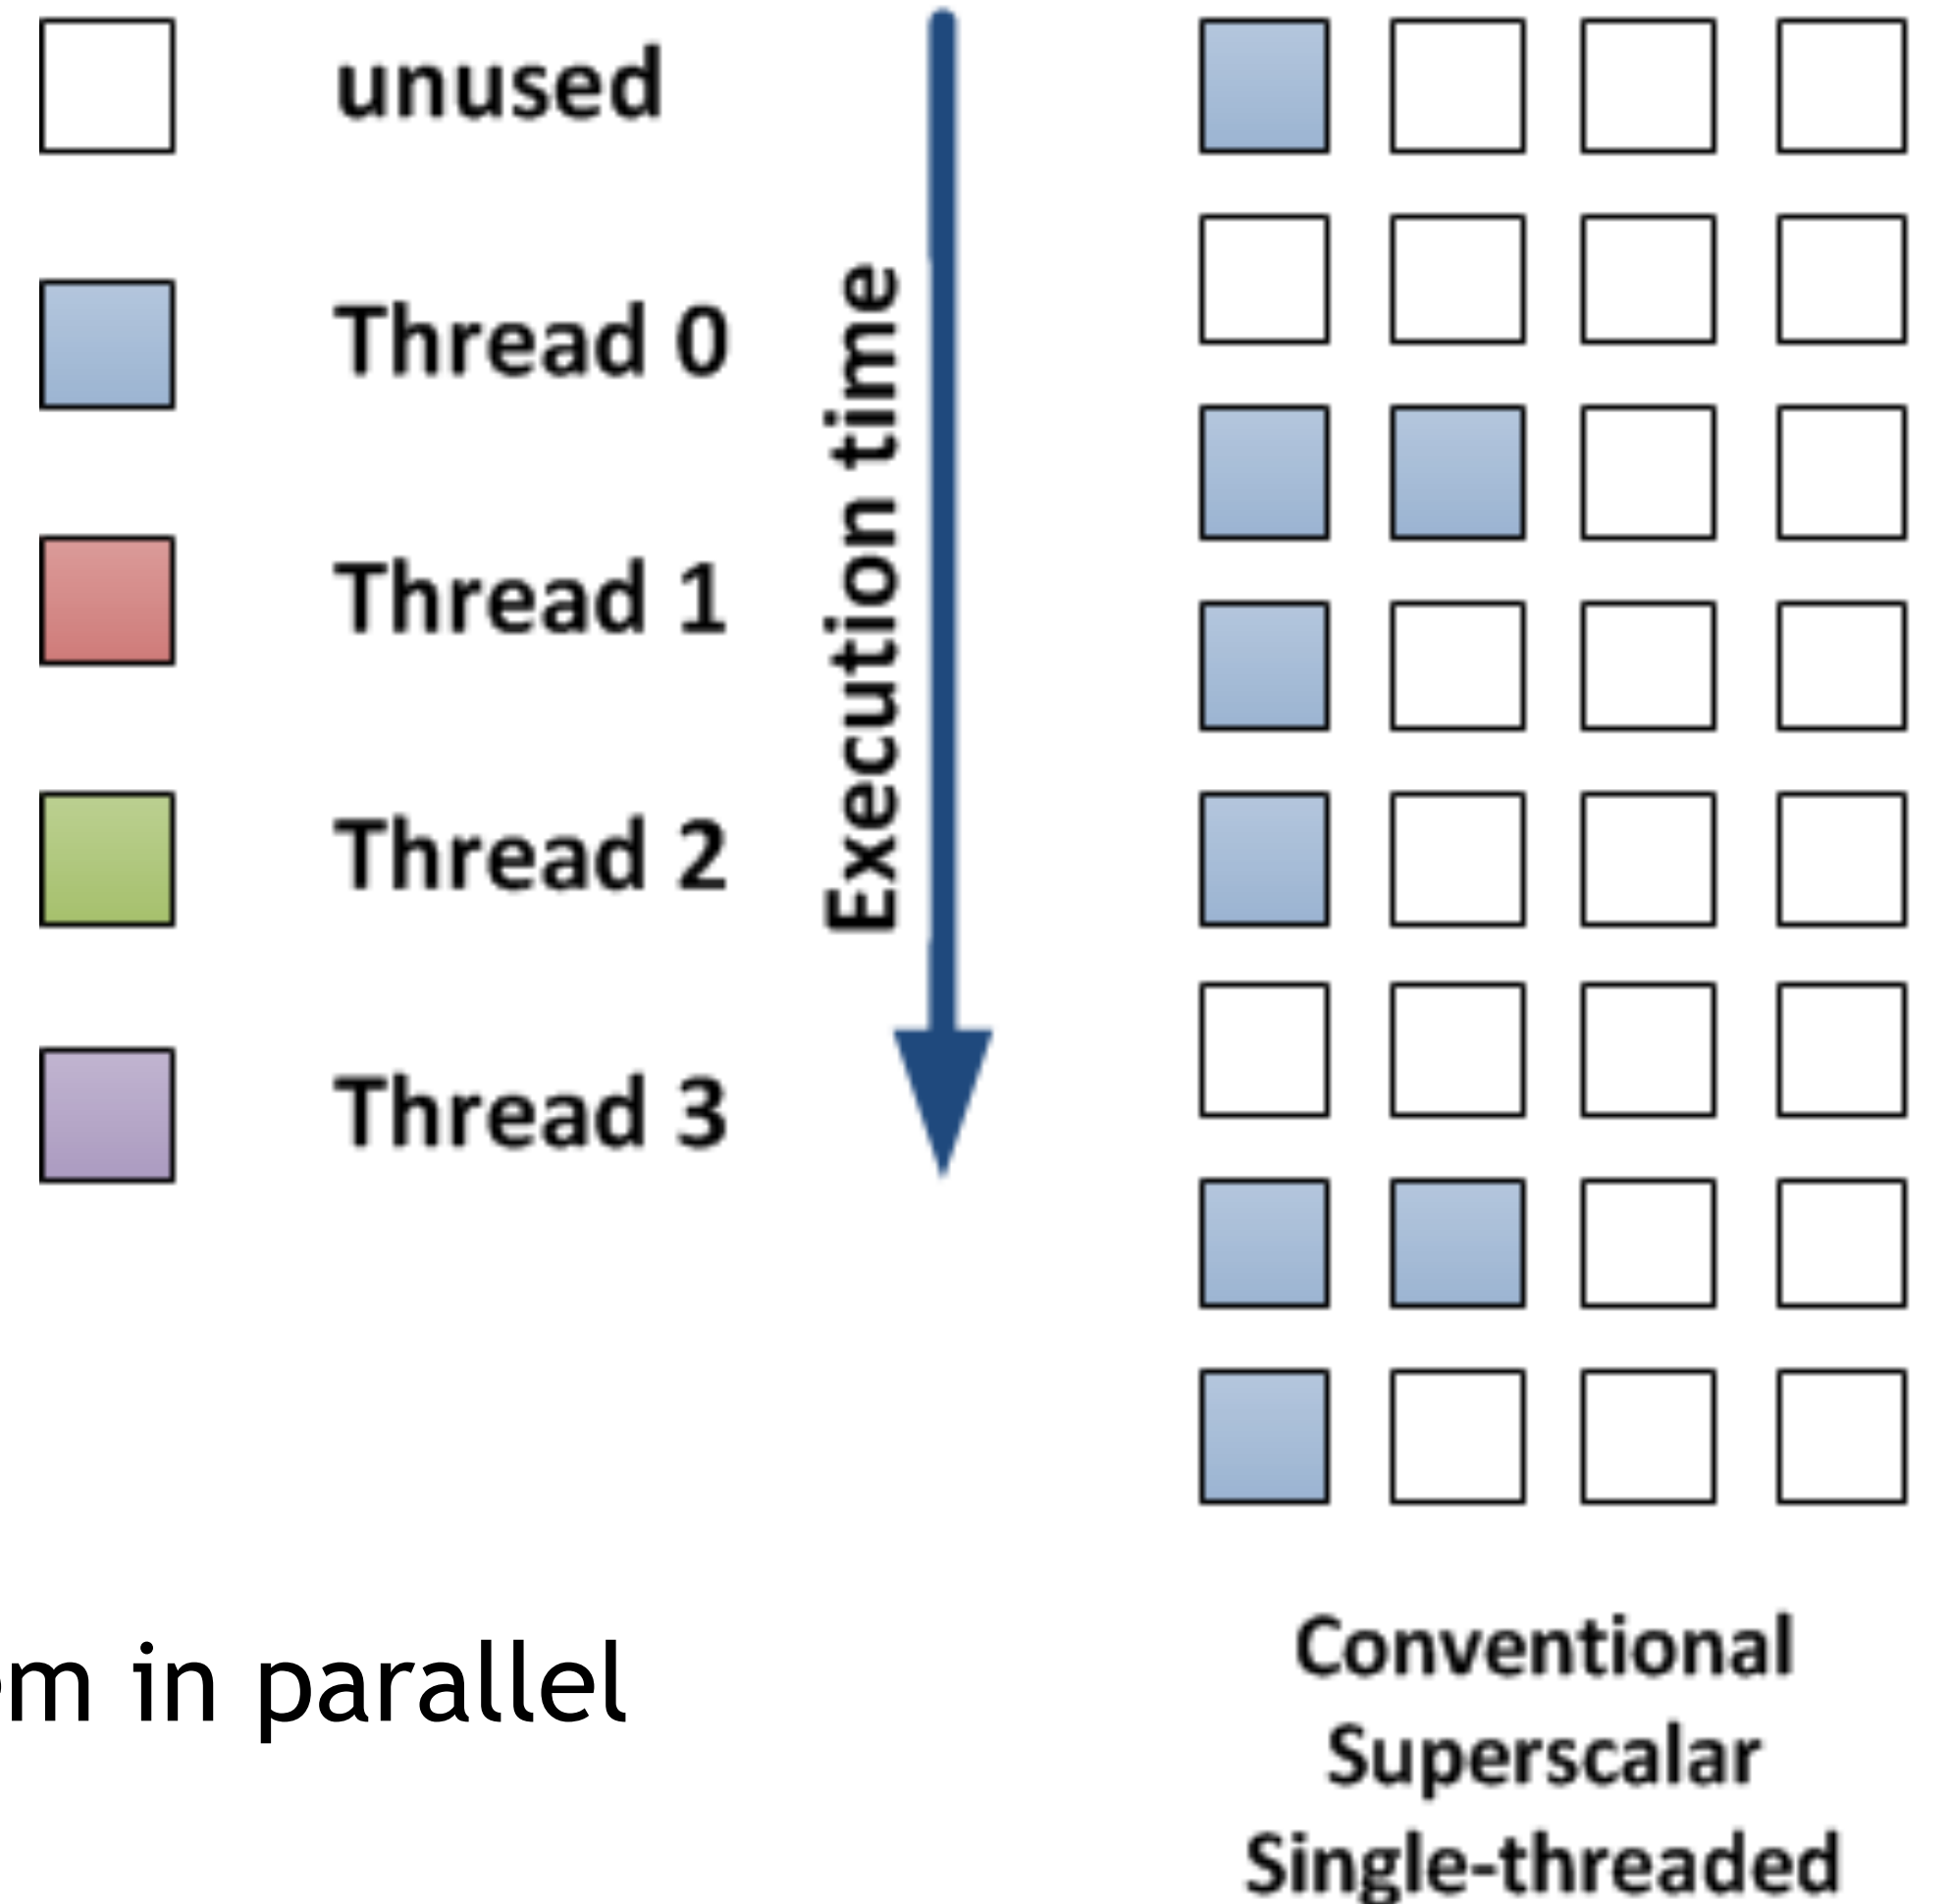 unused
Thread 0
Thread 1
Thread 2
Thread 3
Execution time
in parallel
Conventional
Superscalar
Single-threaded